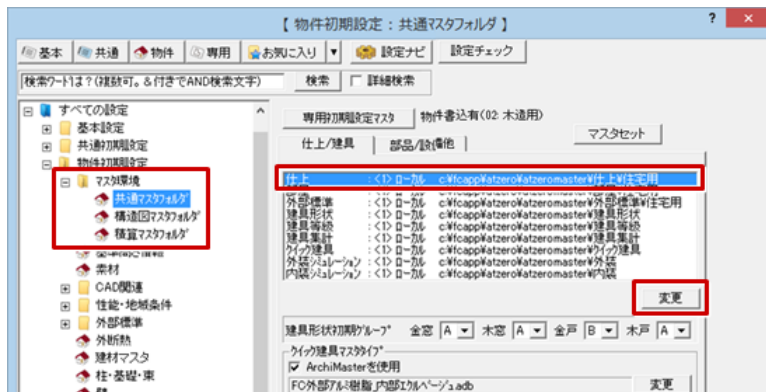 【 物件初期設定：共通マスタフォルダ 】
? ×
基本 共通 物件 専用 お気に入り ▼ 設定ナビ 設定チェック
検索ワードは？(複数可。&付きでAND検索文字) 検索 詳細検索
すべての設定
基本設定
共通初期設定
物件初期設定
マスタ環境
共通マスタフォルダ
構造図マスタフォルダ
積算マスタフォルダ
素材
CAD関連
性能・地域条件
外部標準
外断熱
建材マスタ
柱・基礎・束
専用初期設定マスタ 物件書込有(02:木造用)
マスタセット
仕上/建具 部品/設備他
仕上 :<1> ローカル c:¥fcapp¥atzero¥atzeromaster¥仕上¥住宅用
外部標準 :<1> ローカル c:¥fcapp¥atzero¥atzeromaster¥外部標準¥住宅用
建具形状 :<1> ローカル c:¥fcapp¥atzero¥atzeromaster¥建具形状
建具等級 :<1> ローカル c:¥fcapp¥atzero¥atzeromaster¥建具等級
建具集計 :<1> ローカル c:¥fcapp¥atzero¥atzeromaster¥建具集計
クイック建具 :<1> ローカル c:¥fcapp¥atzero¥atzeromaster¥クイック建具
外装シミュレーション :<1> ローカル c:¥fcapp¥atzero¥atzeromaster¥外装
内装シミュレーション :<1> ローカル c:¥fcapp¥atzero¥atzeromaster¥内装
変更
建具形状初期グループ 金窓 A 木窓 A 金戸 B 木戸 A
クイック建具マスタタイプ
ArchiMasterを使用
FC外部アルミ樹脂_内部ミルクベージュ.adb 変更